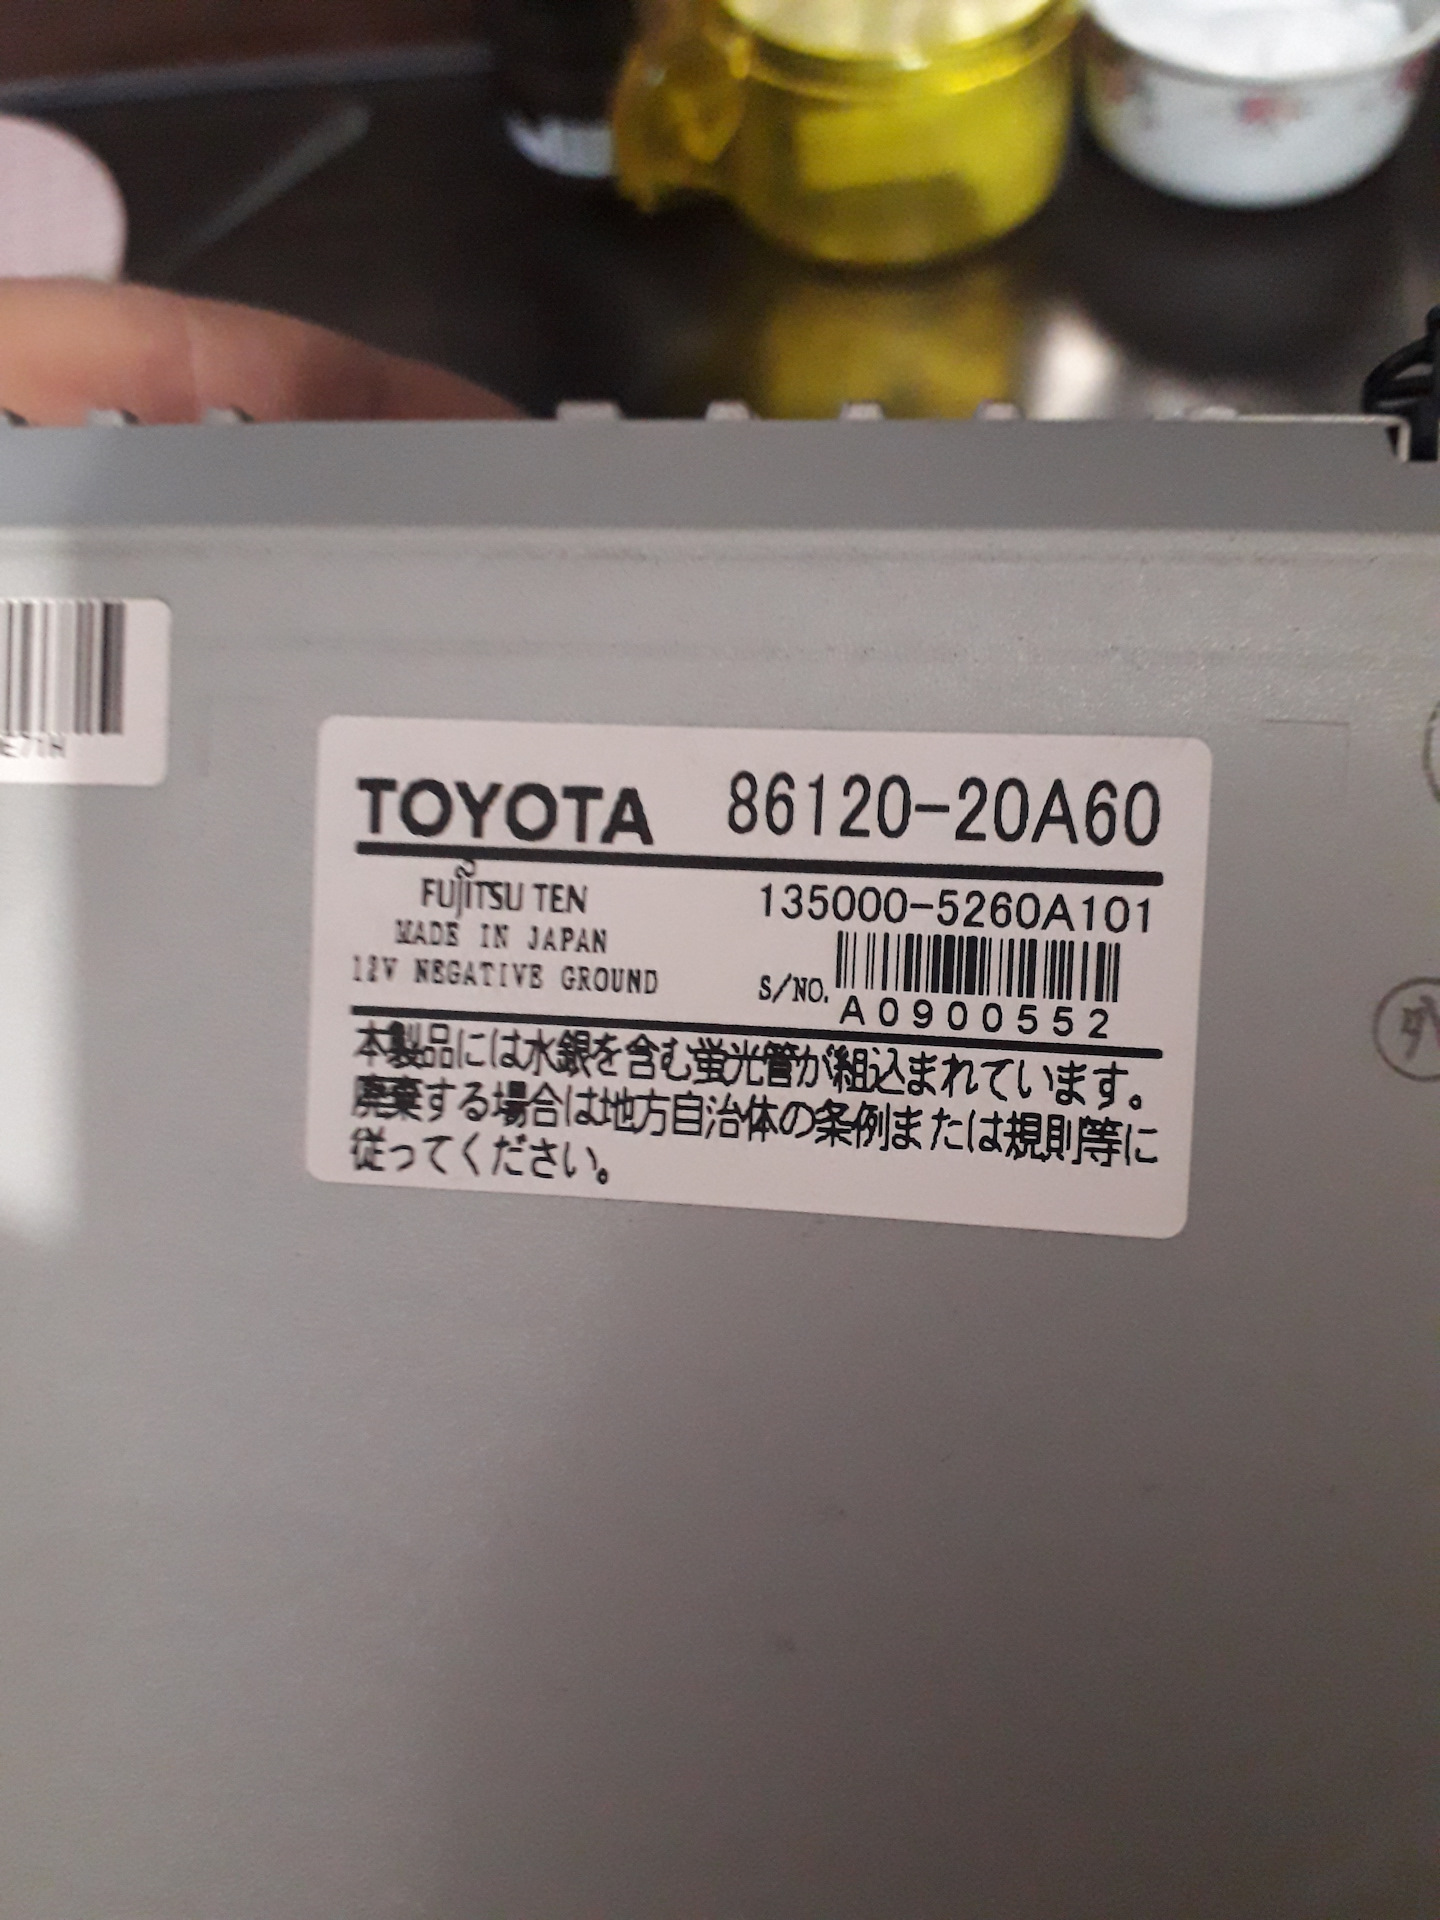 TOYOTA 86120-20A60
FUJITSU TEN 135000-5260A101
MADE IN JAPAN
12V NEGATIVE GROUND S/NO.
A0900552
本製品には水銀を含む蛍光管が組込まれています。
廃棄する場合は地方自治体の条例または規則等に
従ってください。